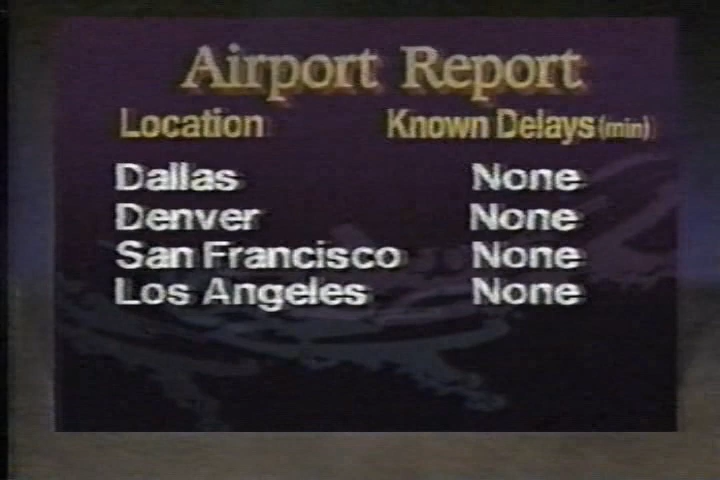 Airport Report
Location Known Delays (min)
Dallas None
Denver None
San Francisco None
Los Angeles None